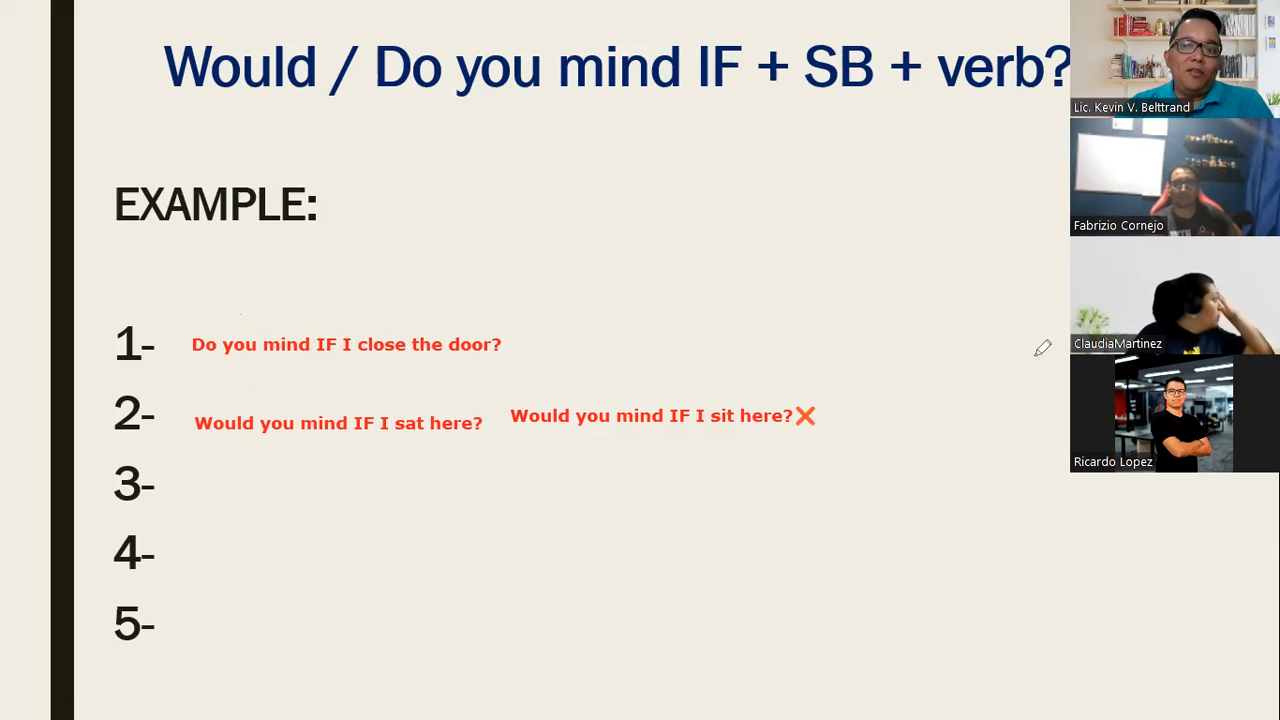 Would / Do you mind IF + SB + verb?
EXAMPLE:
1- Do you mind IF I close the door?
2- Would you mind IF I sat here? Would you mind IF I sit here?❌
3-
4-
5-
Lic. Kevin V. Belttrand
Fabrizio Cornejo
ClaudiaMartinez
Ricardo Lopez